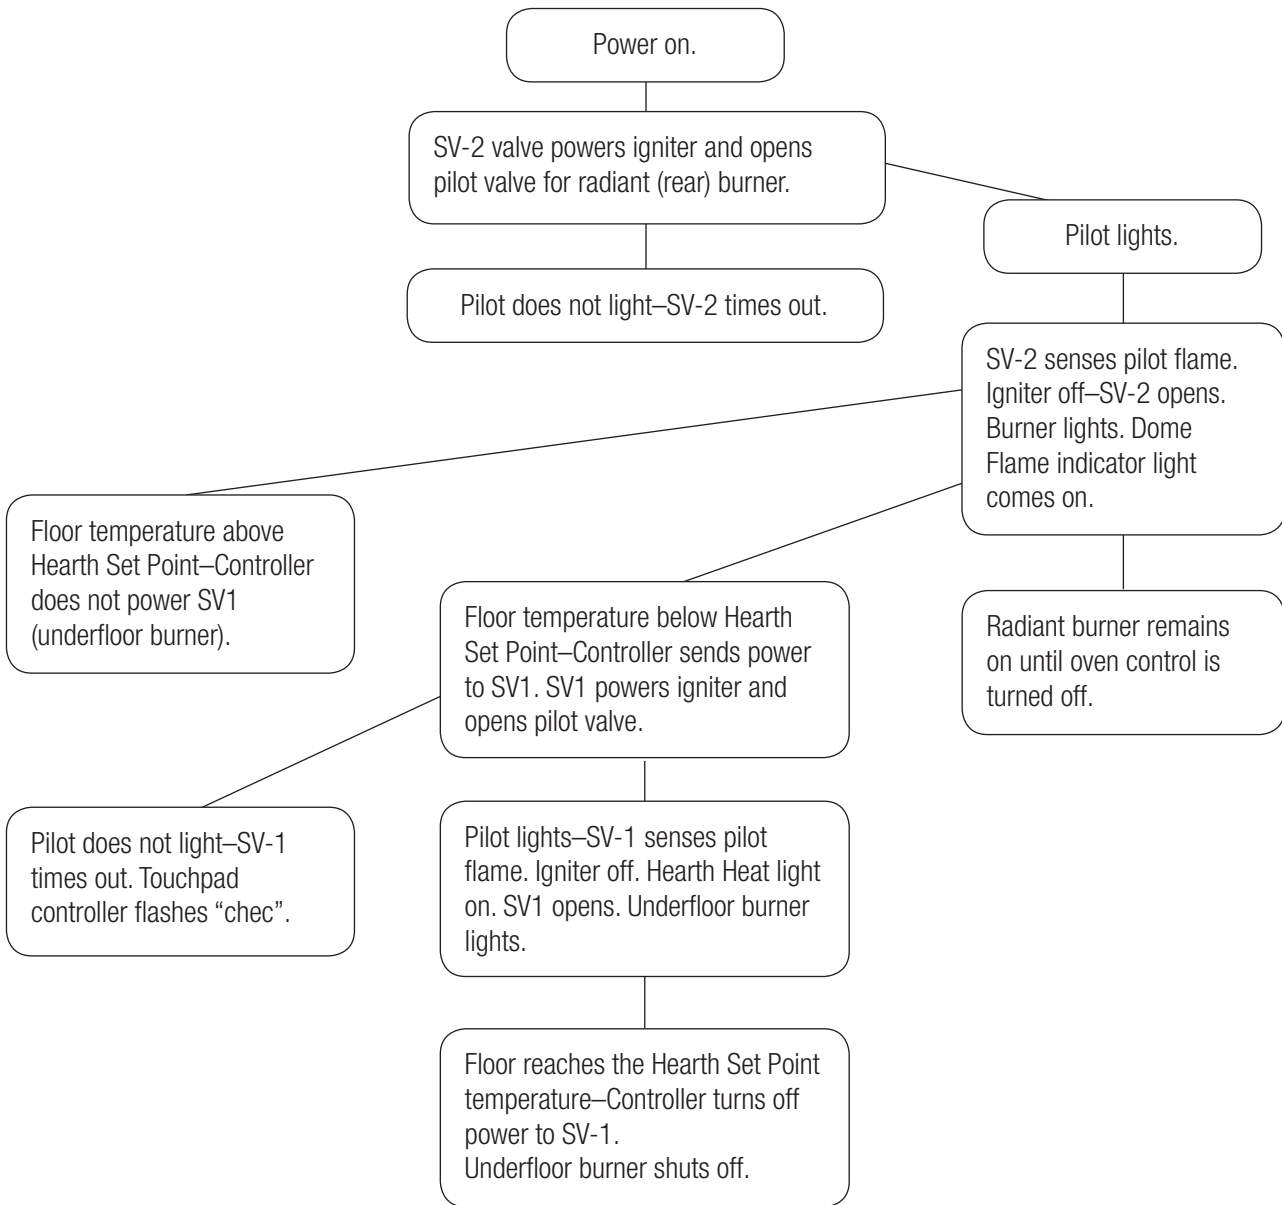 Power on.
SV-2 valve powers igniter and opens
pilot valve for radiant (rear) burner.
Pilot lights.
Pilot does not light–SV-2 times out.
SV-2 senses pilot flame.
Igniter off–SV-2 opens.
Burner lights. Dome
Flame indicator light
comes on.
Floor temperature above
Hearth Set Point–Controller
does not power SV1
(underfloor burner).
Floor temperature below Hearth
Set Point–Controller sends power
to SV1. SV1 powers igniter and
opens pilot valve.
Radiant burner remains
on until oven control is
turned off.
Pilot does not light–SV-1
times out. Touchpad
controller flashes “chec”.
Pilot lights–SV-1 senses pilot
flame. Igniter off. Hearth Heat light
on. SV1 opens. Underfloor burner
lights.
Floor reaches the Hearth Set Point
temperature–Controller turns off
power to SV-1.
Underfloor burner shuts off.